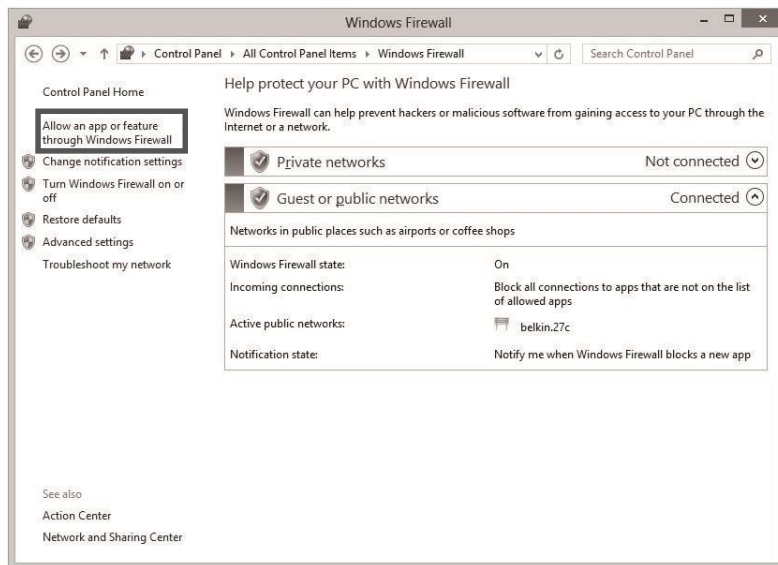 Windows Firewall
Control Panel ▸ All Control Panel Items ▸ Windows Firewall
Search Control Panel
Control Panel Home
Allow an app or feature
through Windows Firewall
Change notification settings
Turn Windows Firewall on or
off
Restore defaults
Advanced settings
Troubleshoot my network
See also
Action Center
Network and Sharing Center
Help protect your PC with Windows Firewall
Windows Firewall can help prevent hackers or malicious software from gaining access to your PC through the
Internet or a network.
Private networks Not connected
Guest or public networks Connected
Networks in public places such as airports or coffee shops
Windows Firewall state: On
Incoming connections: Block all connections to apps that are not on the list
of allowed apps
Active public networks: belkin.27c
Notification state: Notify me when Windows Firewall blocks a new app